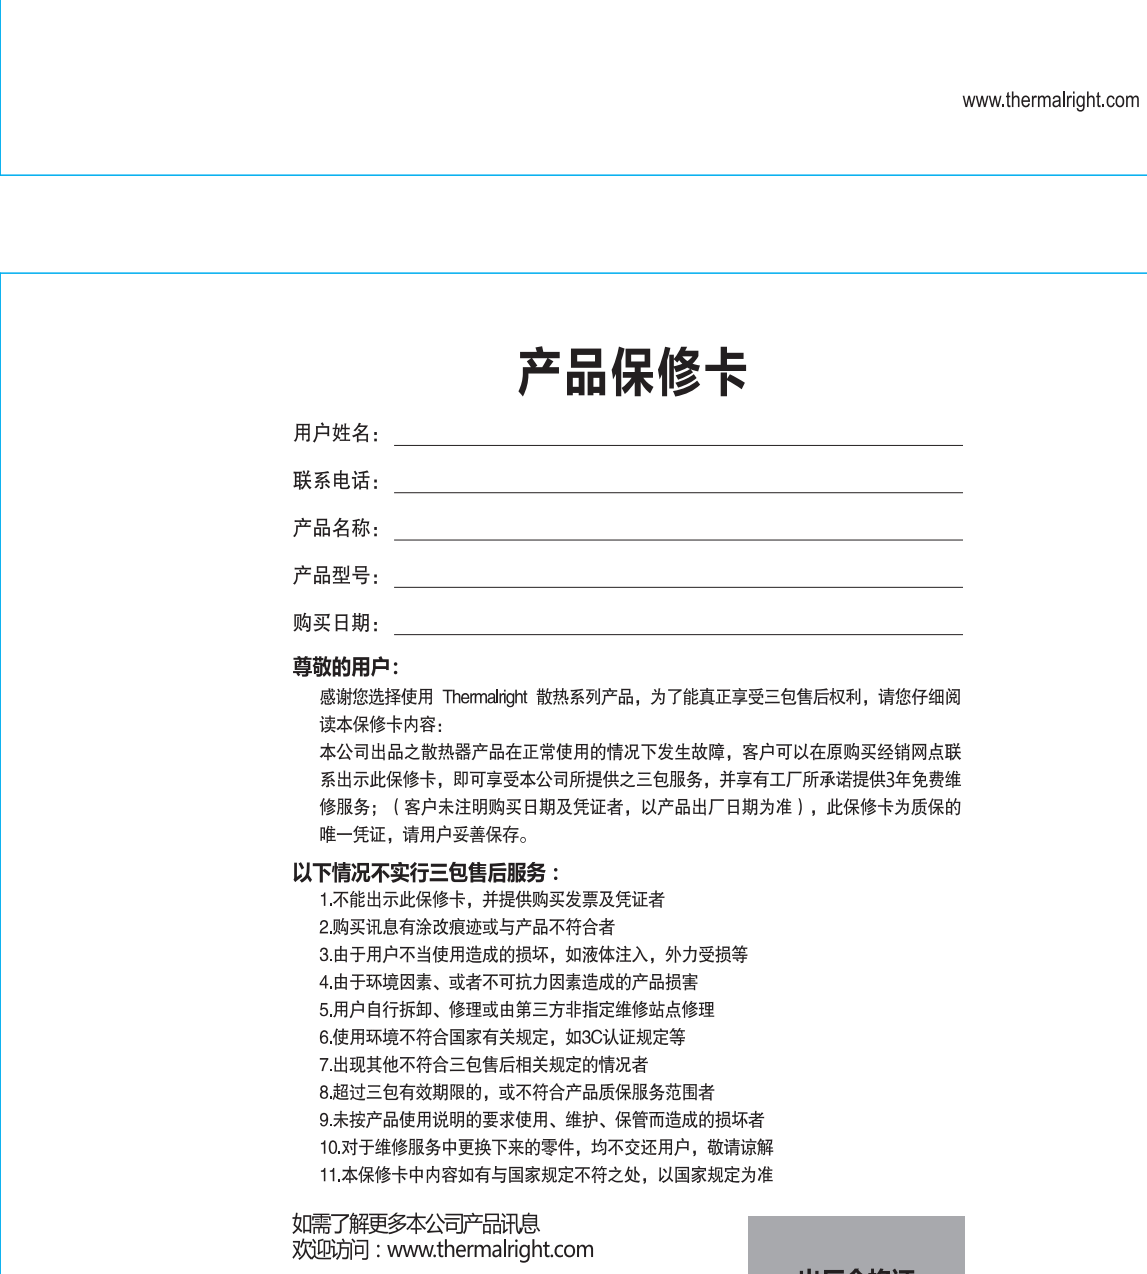 www.thermalright.com
产品保修卡
用户姓名：
联系电话：
产品名称：
产品型号：
购买日期：
尊敬的用户：
感谢您选择使用 Thermalright 散热系列产品，为了能真正享受三包售后权利，请您仔细阅
读本保修卡内容：
本公司出品之散热器产品在正常使用的情况下发生故障，客户可以在原购买经销网点联
系出示此保修卡，即可享受本公司所提供之三包服务，并享有工厂所承诺提供3年免费维
修服务；（客户未注明购买日期及凭证者，以产品出厂日期为准），此保修卡为质保的
唯一凭证，请用户妥善保存。
以下情况不实行三包售后服务：
1.不能出示此保修卡，并提供购买发票及凭证者
2.购买讯息有涂改痕迹或与产品不符合者
3.由于用户不当使用造成的损坏，如液体注入，外力受损等
4.由于环境因素、或者不可抗力因素造成的产品损害
5.用户自行拆卸、修理或由第三方非指定维修站点修理
6.使用环境不符合国家有关规定，如3C认证规定等
7.出现其他不符合三包售后相关规定的情况者
8.超过三包有效期限的，或不符合产品质保服务范围者
9.未按产品使用说明的要求使用、维护、保管而造成的损坏者
10.对于维修服务中更换下来的零件，均不交还用户，敬请谅解
11.本保修卡中内容如有与国家规定不符之处，以国家规定为准
如需了解更多本公司产品讯息
欢迎访问：www.thermalright.com